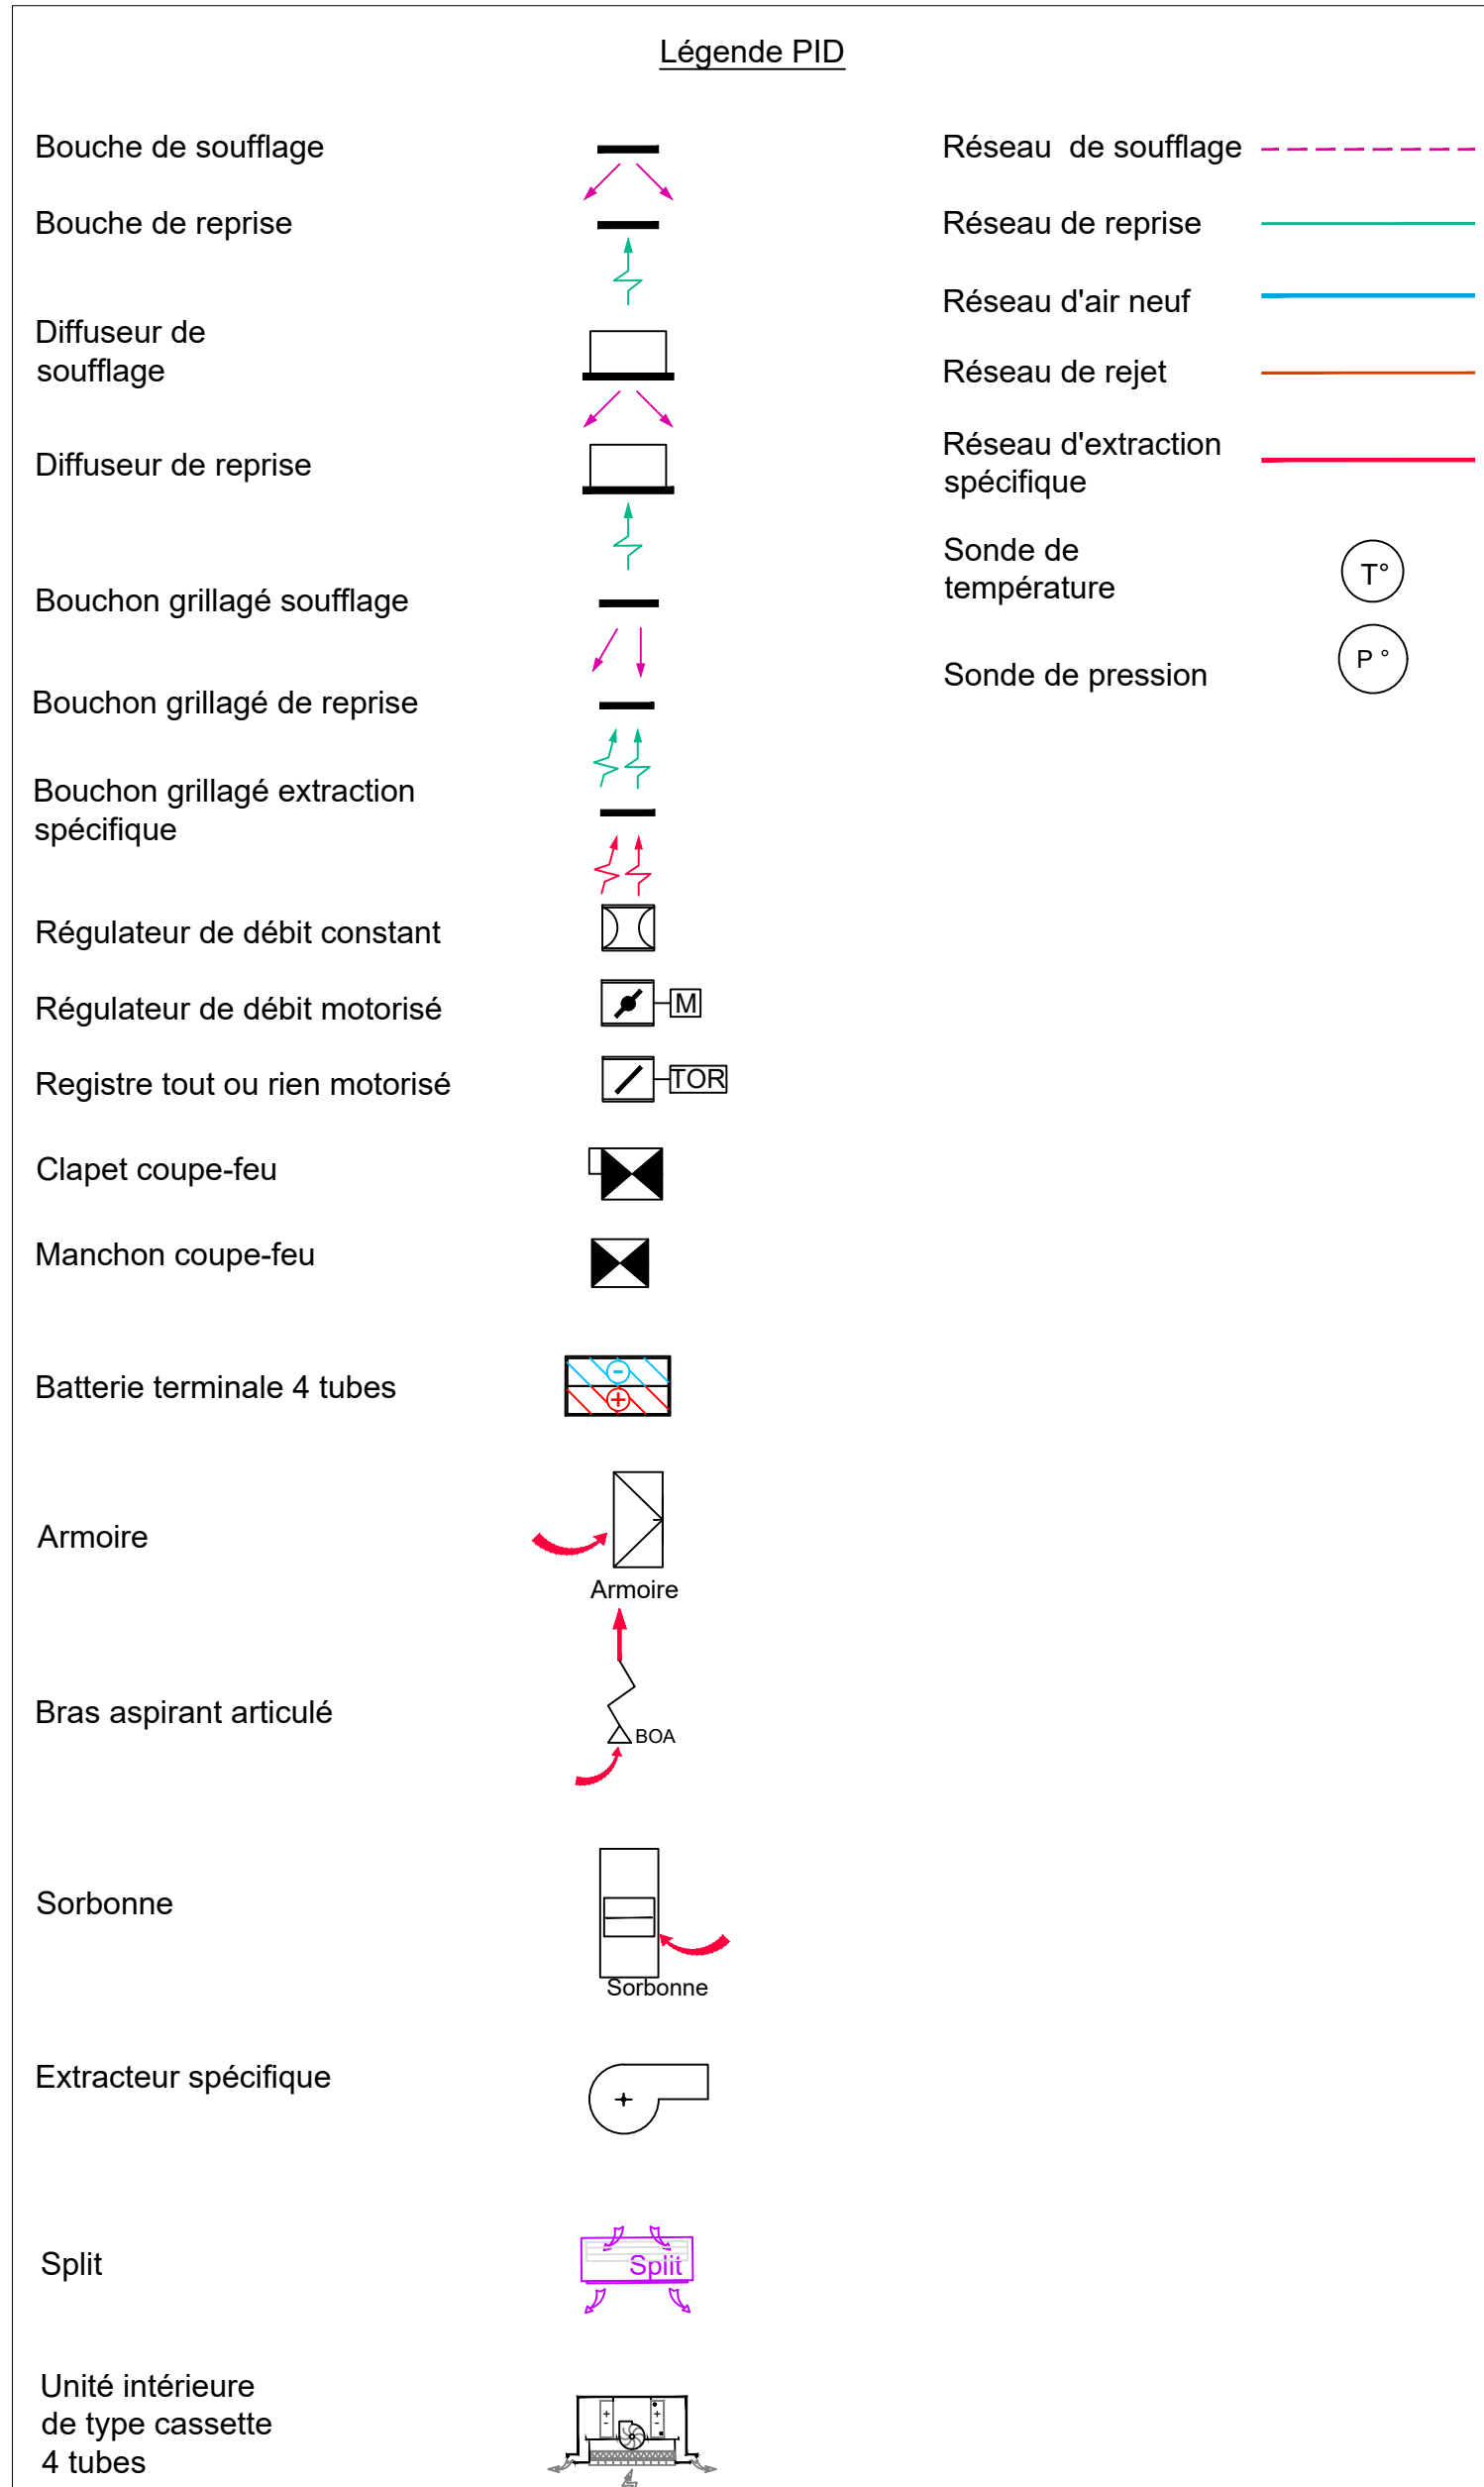 Légende PID
Bouche de soufflage
Bouche de reprise
Diffuseur de
soufflage
Diffuseur de reprise
Bouchon grillagé soufflage
Bouchon grillagé de reprise
Bouchon grillagé extraction
spécifique
Régulateur de débit constant
Régulateur de débit motorisé
M
Registre tout ou rien motorisé
TOR
Clapet coupe-feu
Manchon coupe-feu
Batterie terminale 4 tubes
-
+
Armoire
Armoire
Bras aspirant articulé
BOA
Sorbonne
Sorbonne
Extracteur spécifique
Split
Split
Unité intérieure
de type cassette
4 tubes
+ +
- -
Réseau de soufflage
Réseau de reprise
Réseau d'air neuf
Réseau de rejet
Réseau d'extraction
spécifique
Sonde de
température
T°
Sonde de pression
P °